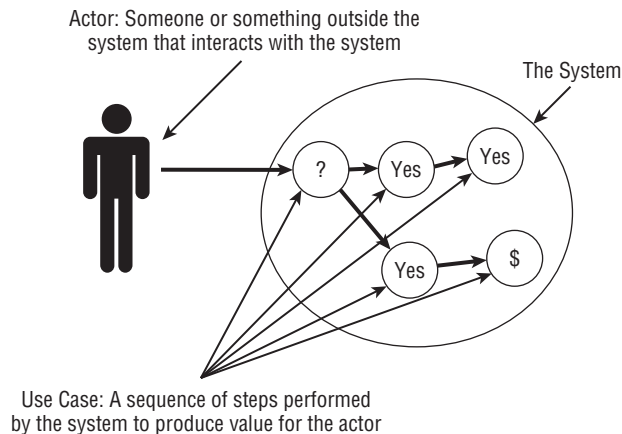 Actor: Someone or something outside the
system that interacts with the system
The System
?
Yes
Yes
Yes
$
Use Case: A sequence of steps performed
by the system to produce value for the actor